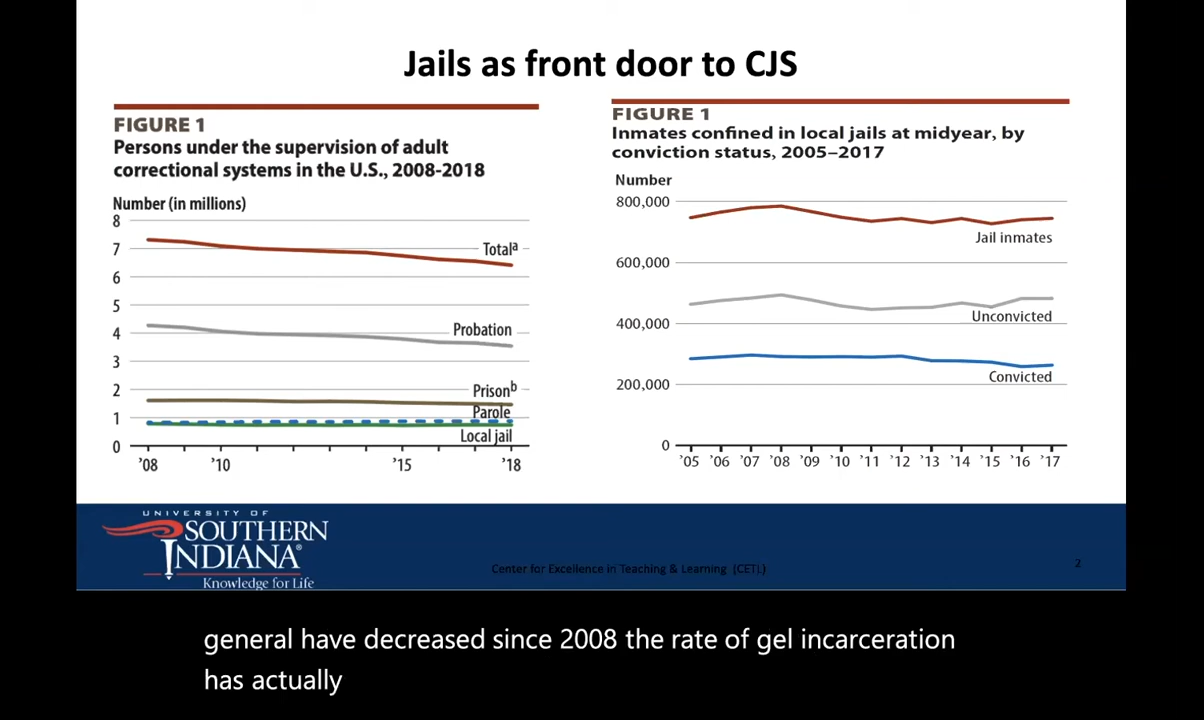 Jails as front door to CJS
FIGURE 1
Persons under the supervision of adult
correctional systems in the U.S., 2008-2018
Number (in millions)
8
7
6
5
4
3
2
1
0
Totalᵃ
Probation
Prisonᵇ
Parole
Local jail
'08 '10 '15 '18
FIGURE 1
Inmates confined in local jails at midyear, by
conviction status, 2005–2017
Number
800,000
600,000
400,000
200,000
0
Jail inmates
Unconvicted
Convicted
'05 '06 '07 '08 '09 '10 '11 '12 '13 '14 '15 '16 '17
UNIVERSITY OF
SOUTHERN
INDIANA®
Knowledge for Life
Center for Excellence in Teaching & Learning (CETL)
2
general have decreased since 2008 the rate of gel incarceration
has actually